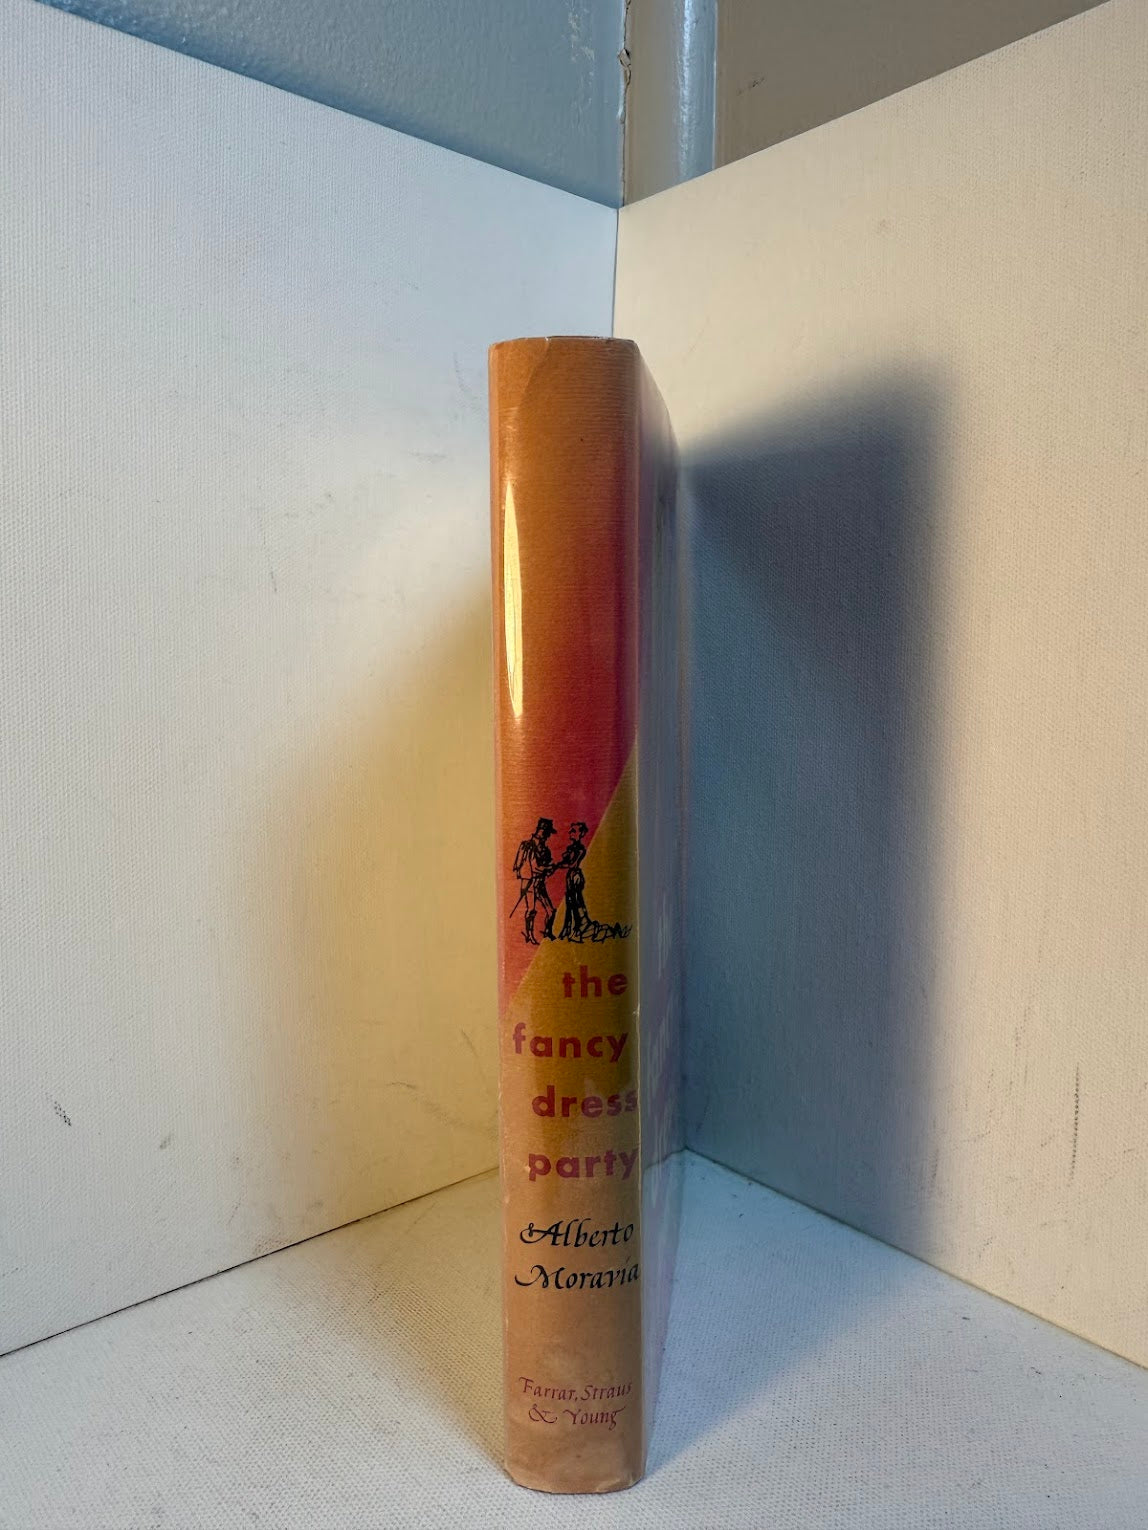 the
fancy
dress
party
Alberto
Moravia
Farrar, Straus
& Young